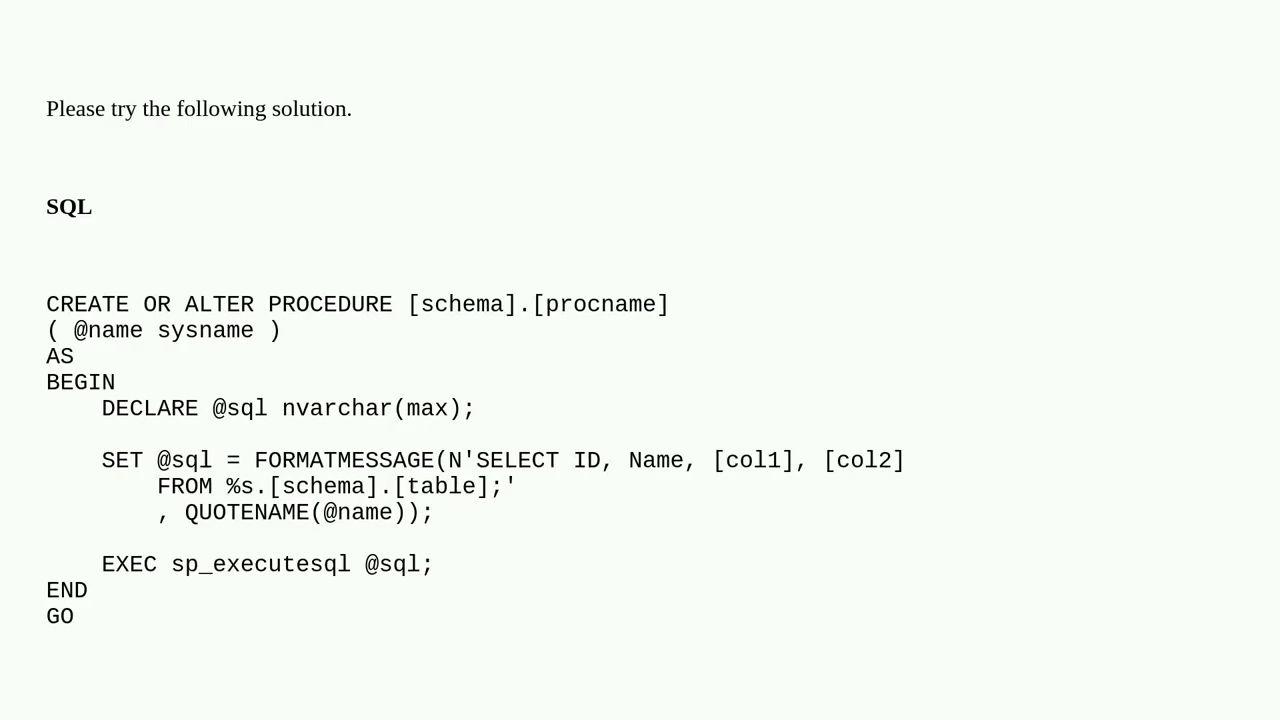 Please try the following solution.
SQL
CREATE OR ALTER PROCEDURE [schema].[procname]
( @name sysname )
AS
BEGIN
    DECLARE @sql nvarchar(max);
    SET @sql = FORMATMESSAGE(N'SELECT ID, Name, [col1], [col2]
        FROM %s.[schema].[table];'
        , QUOTENAME(@name));
    EXEC sp_executesql @sql;
END
GO